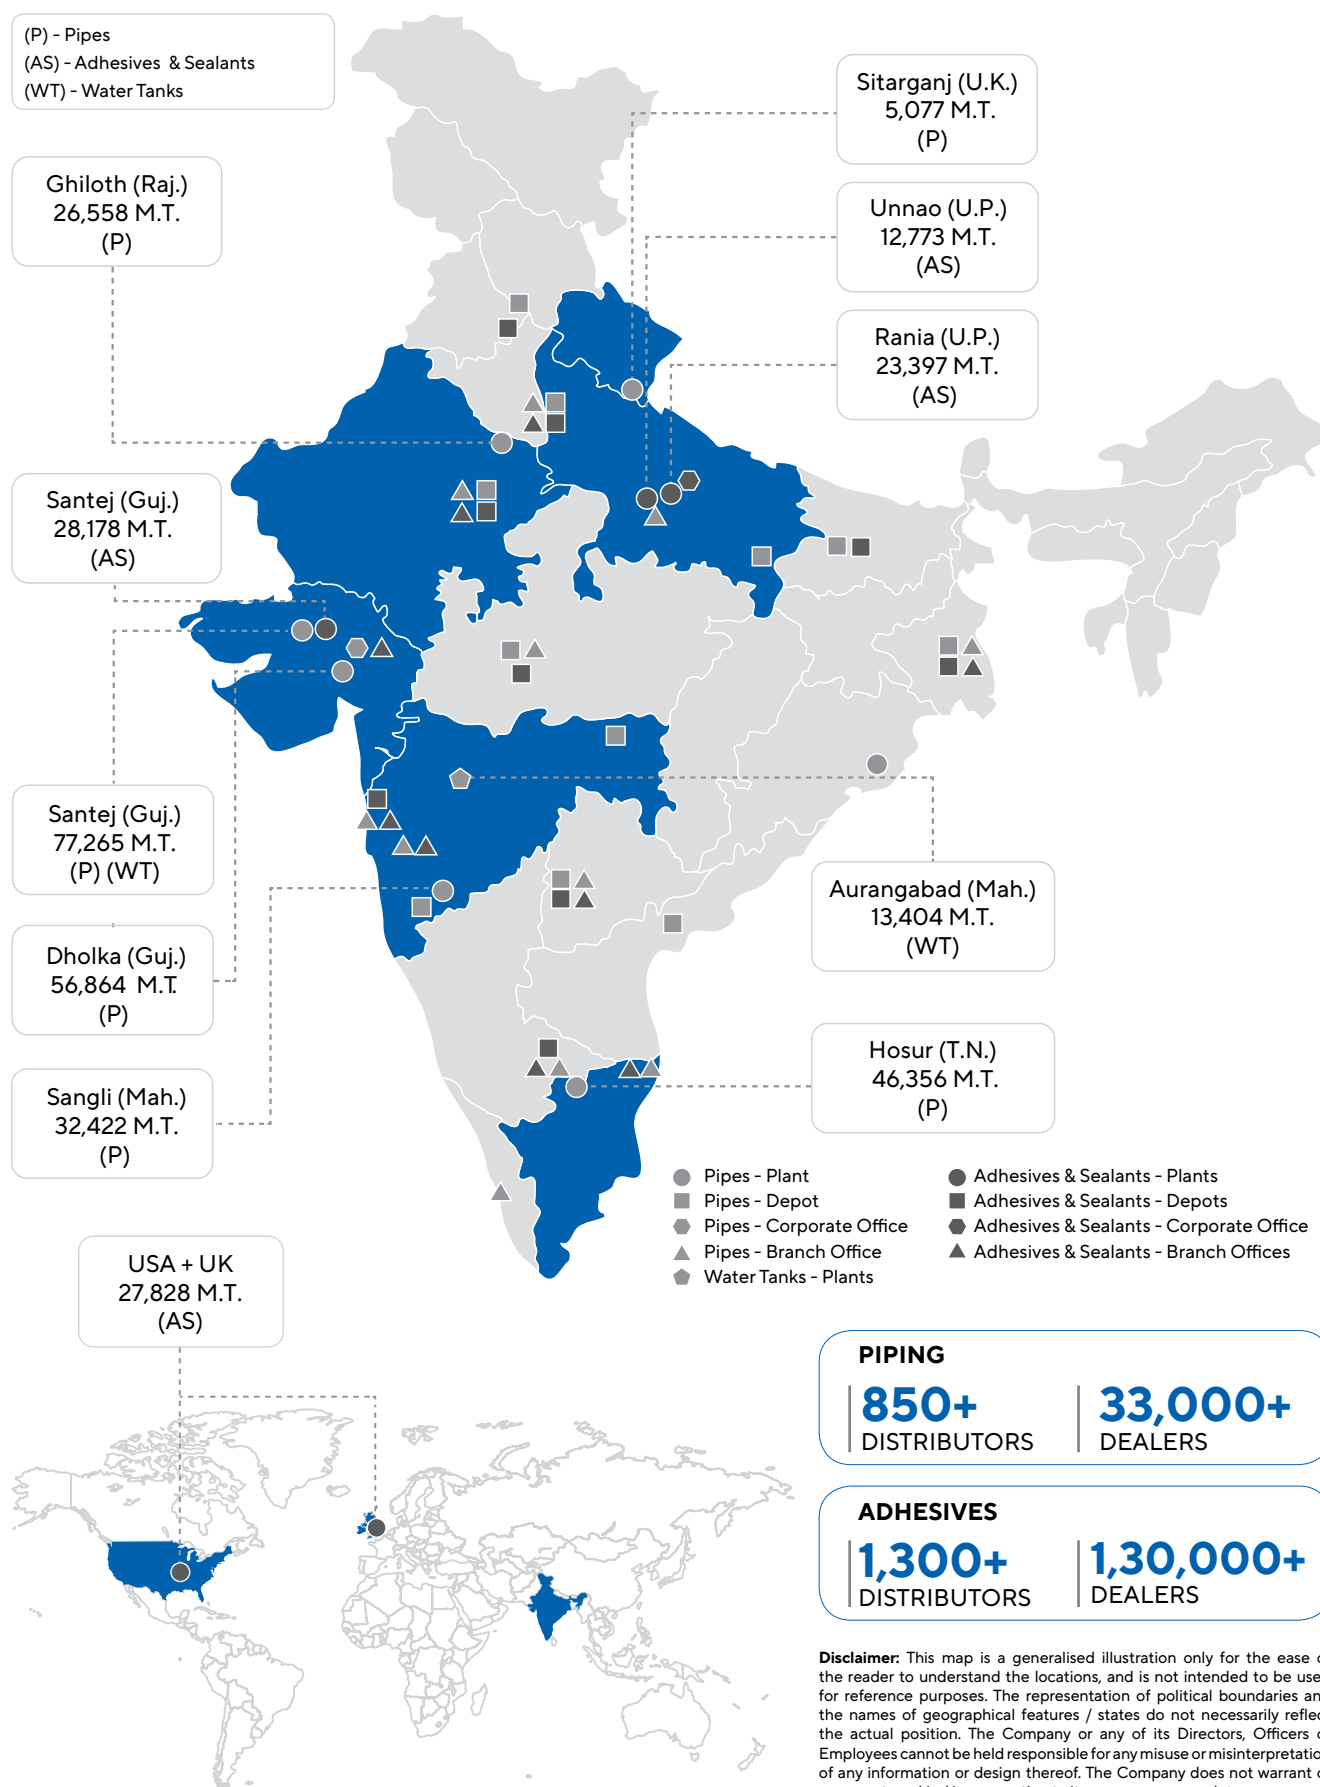 (P) - Pipes
(AS) - Adhesives & Sealants
(WT) - Water Tanks
Sitarganj (U.K.)
5,077 M.T.
(P)
Ghiloth (Raj.)
26,558 M.T.
(P)
Unnao (U.P.)
12,773 M.T.
(AS)
Rania (U.P.)
23,397 M.T.
(AS)
Santej (Guj.)
28,178 M.T.
(AS)
Santej (Guj.)
77,265 M.T.
(P) (WT)
Aurangabad (Mah.)
13,404 M.T.
(WT)
Dholka (Guj.)
56,864 M.T.
(P)
Hosur (T.N.)
46,356 M.T.
(P)
Sangli (Mah.)
32,422 M.T.
(P)
Pipes - Plant
Pipes - Depot
Pipes - Corporate Office
Pipes - Branch Office
Water Tanks - Plants
Adhesives & Sealants - Plants
Adhesives & Sealants - Depots
Adhesives & Sealants - Corporate Office
Adhesives & Sealants - Branch Offices
USA + UK
27,828 M.T.
(AS)
PIPING
850+
DISTRIBUTORS
33,000+
DEALERS
ADHESIVES
1,300+
DISTRIBUTORS
1,30,000+
DEALERS
Disclaimer: This map is a generalised illustration only for the ease
the reader to understand the locations, and is not intended to be
for reference purposes. The representation of political boundaries
the names of geographical features / states do not necessarily
the actual position. The Company or any of its Directors, Officers
Employees cannot be held responsible for any misuse or
of any information or design thereof. The Company does not warrant